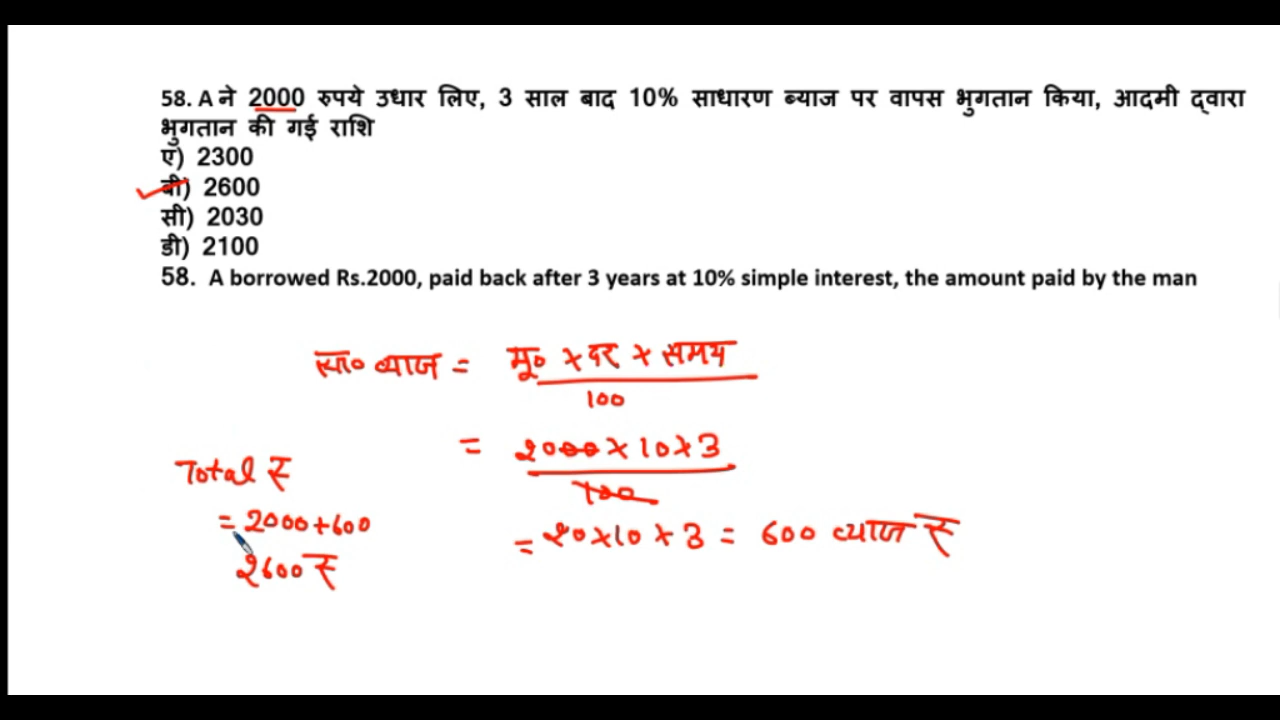 58. A ने 2000 रुपये उधार लिए, 3 साल बाद 10% साधारण ब्याज पर वापस भुगतान किया, आदमी द्वारा
भुगतान की गई राशि
ए) 2300
बी) 2600
सी) 2030
डी) 2100
58. A borrowed Rs.2000, paid back after 3 years at 10% simple interest, the amount paid by the man
सा० ब्याज = मू० × दर × समय
100
= 2000 × 10 × 3
100
= 20 × 10 × 3 = 600 ब्याज ₹
Total ₹
= 2000 + 600
2600 ₹